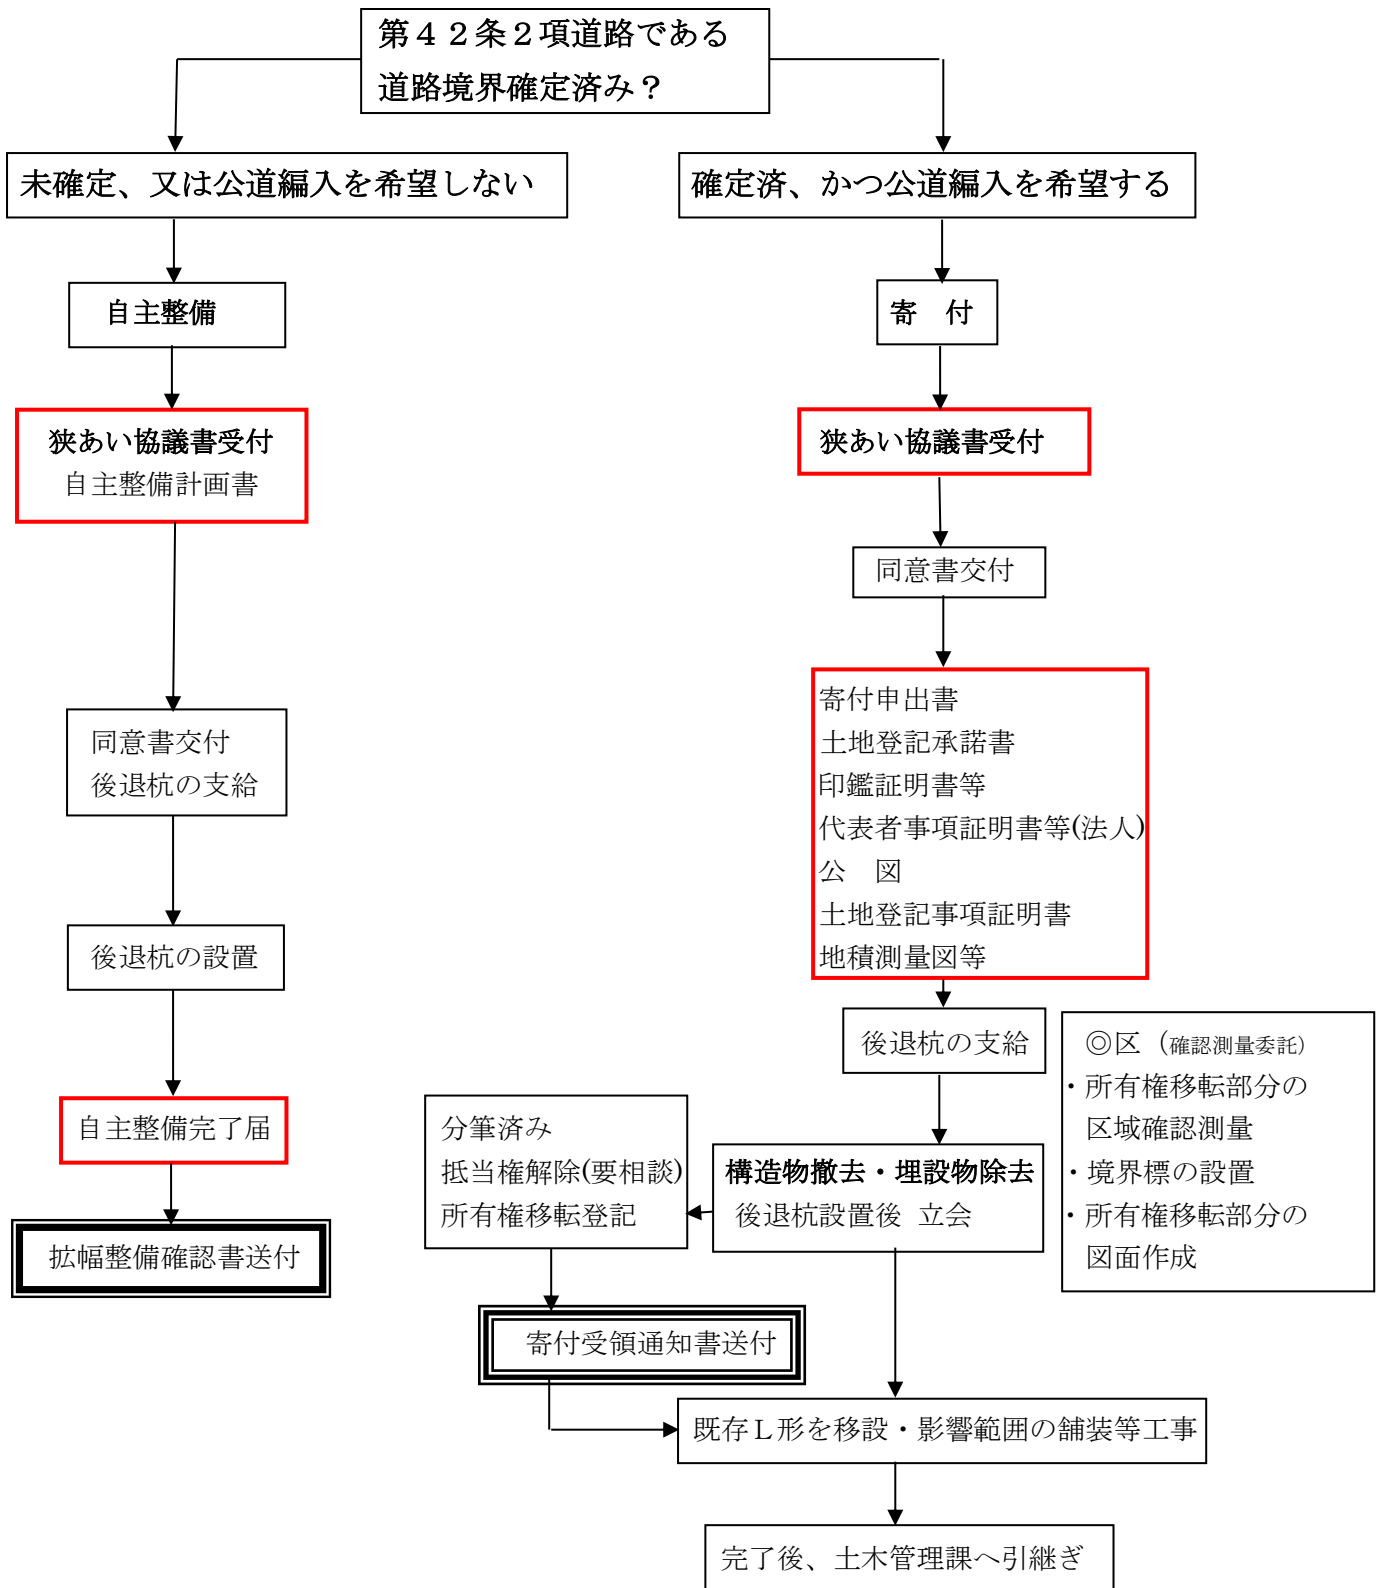 第４２条２項道路である
道路境界確定済み？
未確定、又は公道編入を希望しない
自主整備
狭あい協議書受付
自主整備計画書
同意書交付
後退杭の支給
後退杭の設置
自主整備完了届
拡幅整備確認書送付
確定済、かつ公道編入を希望する
寄　付
狭あい協議書受付
同意書交付
寄付申出書
土地登記承諾書
印鑑証明書等
代表者事項証明書等(法人)
公　図
土地登記事項証明書
地積測量図等
後退杭の支給
◎区（確認測量委託）
・所有権移転部分の
区域確認測量
・境界標の設置
・所有権移転部分の
図面作成
構造物撤去・埋設物除去
後退杭設置後 立会
分筆済み
抵当権解除(要相談)
所有権移転登記
寄付受領通知書送付
既存Ｌ形を移設・影響範囲の舗装等工事
完了後、土木管理課へ引継ぎ